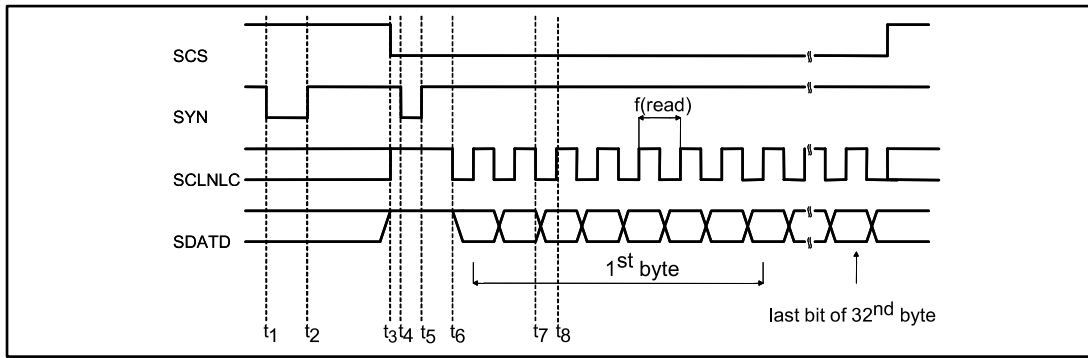 SCS
SYN
f(read)
SCLNLC
SDATD
1st byte
last bit of 32nd byte
t1 t2 t3 t4 t5 t6 t7 t8